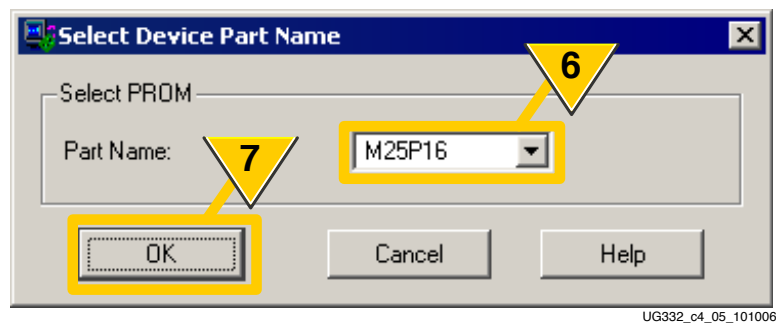 Select Device Part Name
6
Select PROM
Part Name: M25P16
7
OK Cancel Help
UG332_c4_05_101006